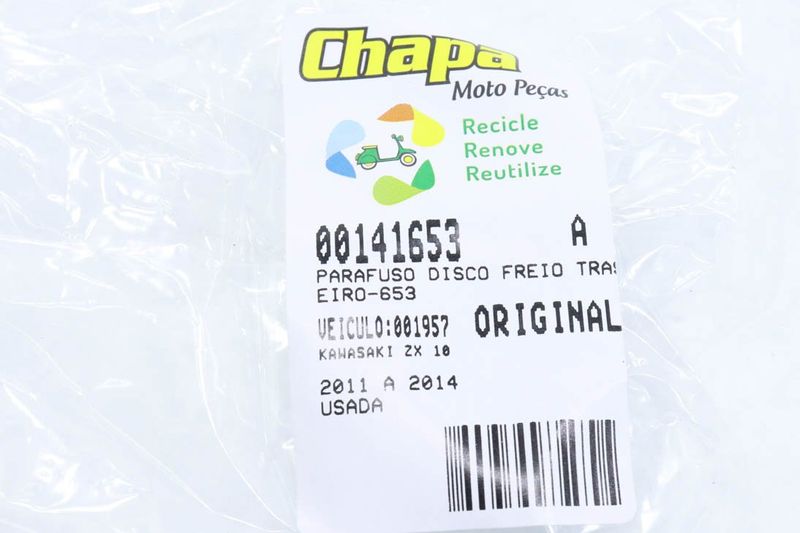 Chapa
Moto Peças
Recicle
Renove
Reutilize
00141653 A
PARAFUSO DISCO FREIO TRAS
EIRO-653
VEICULO:001957 ORIGINAL
KAWASAKI ZX 10
2011 A 2014
USADA